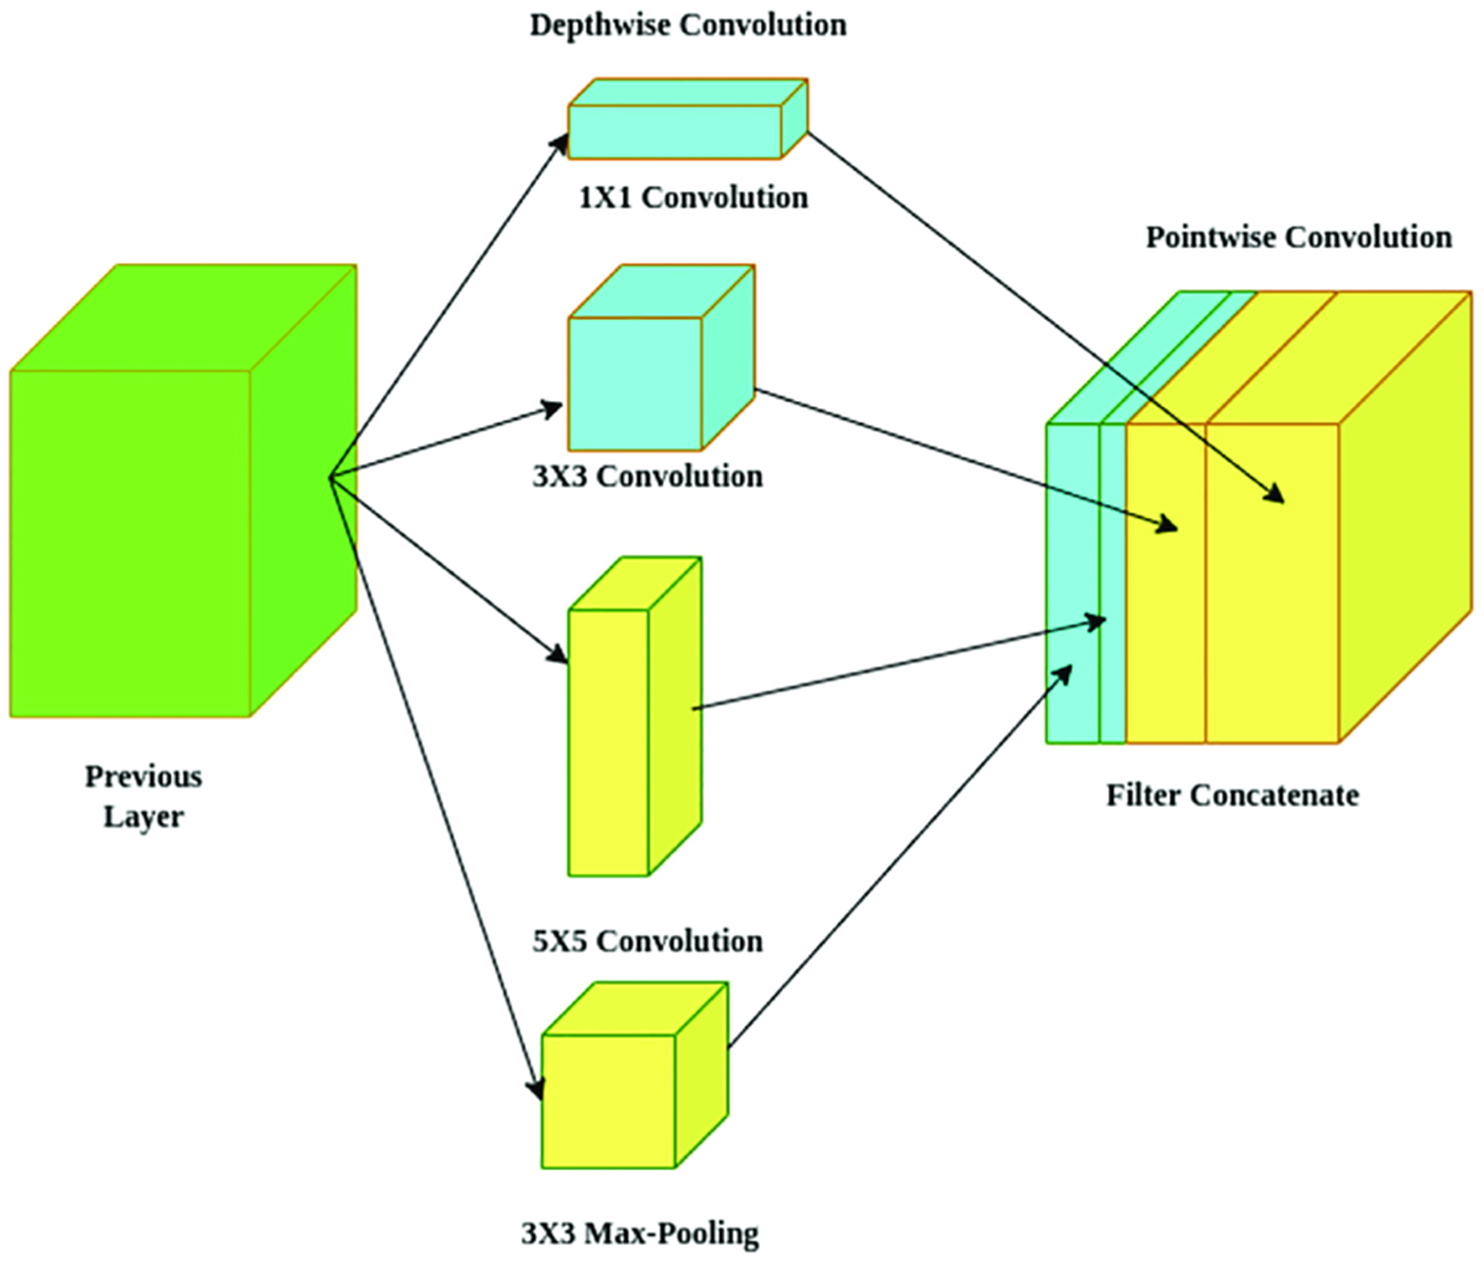 Depthwise Convolution
1X1 Convolution
Pointwise Convolution
3X3 Convolution
Previous
Layer
Filter Concatenate
5X5 Convolution
3X3 Max-Pooling